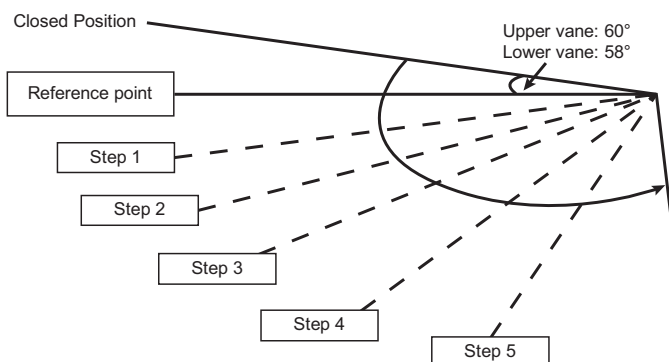 Closed Position
Upper vane: 60°
Lower vane: 58°
Reference point
Step 1
Step 2
Step 3
Step 4
Step 5